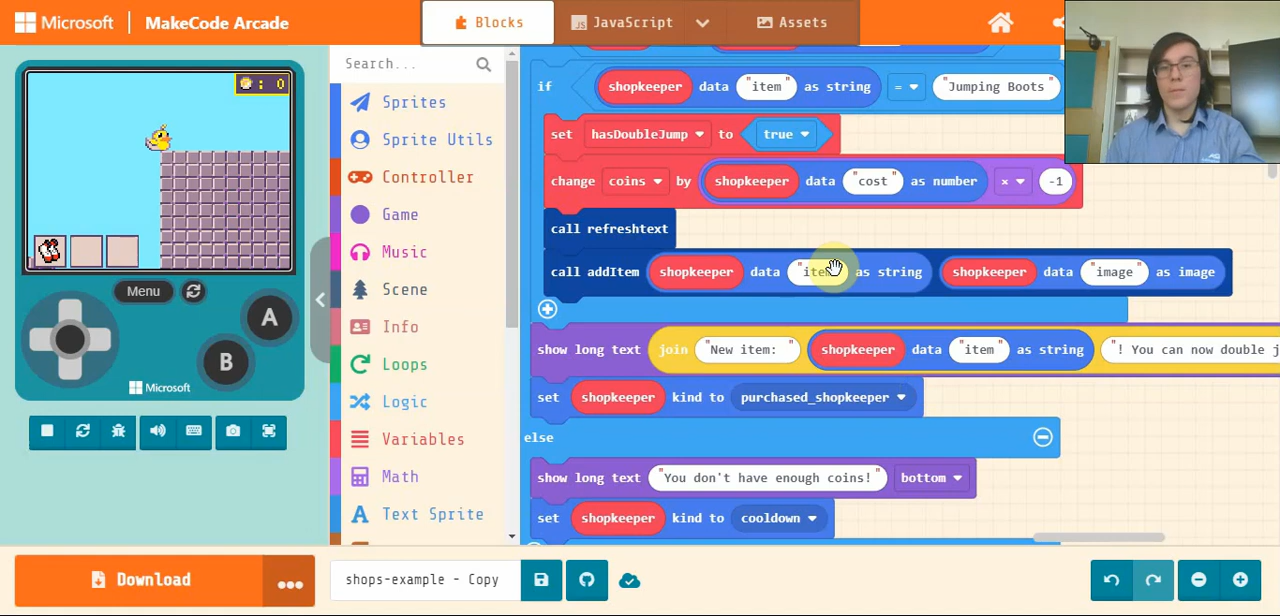 Microsoft | MakeCode Arcade
Blocks
JavaScript
Assets
: 0
Menu
A
B
Microsoft
Search...
Sprites
Sprite Utils
Controller
Game
Music
Scene
Info
Loops
Logic
Variables
Math
Text Sprite
if shopkeeper data "item" as string = "Jumping Boots
set hasDoubleJump to true
change coins by shopkeeper data "cost" as number × -1
call refreshtext
call addItem shopkeeper data as string shopkeeper data "image" as image
show long text join "New item: " shopkeeper data "item" as string "! You can now double
set shopkeeper kind to purchased_shopkeeper
else
show long text "You don't have enough coins!" bottom
set shopkeeper kind to cooldown
Download
...
shops-example - Copy